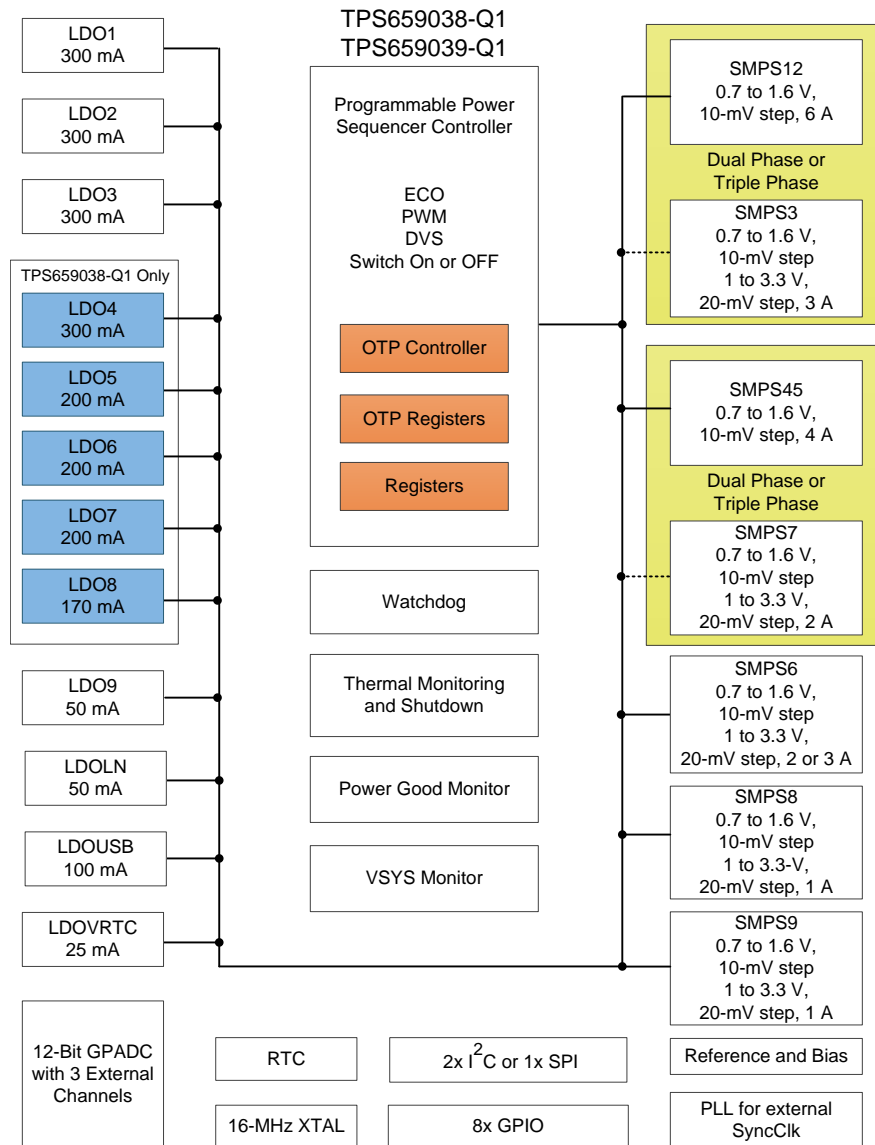 TPS659038-Q1
TPS659039-Q1
LDO1
300 mA
LDO2
300 mA
LDO3
300 mA
TPS659038-Q1 Only
LDO4
300 mA
LDO5
200 mA
LDO6
200 mA
LDO7
200 mA
LDO8
170 mA
LDO9
50 mA
LDOLN
50 mA
LDOUSB
100 mA
LDOVRTC
25 mA
12-Bit GPADC
with 3 External
Channels
Programmable Power
Sequencer Controller
ECO
PWM
DVS
Switch On or OFF
OTP Controller
OTP Registers
Registers
Watchdog
Thermal Monitoring
and Shutdown
Power Good Monitor
VSYS Monitor
RTC
2x I²C or 1x SPI
16-MHz XTAL
8x GPIO
SMPS12
0.7 to 1.6 V,
10-mV step, 6 A
Dual Phase or
Triple Phase
SMPS3
0.7 to 1.6 V,
10-mV step
1 to 3.3 V,
20-mV step, 3 A
SMPS45
0.7 to 1.6 V,
10-mV step, 4 A
Dual Phase or
Triple Phase
SMPS7
0.7 to 1.6 V,
10-mV step
1 to 3.3 V,
20-mV step, 2 A
SMPS6
0.7 to 1.6 V,
10-mV step
1 to 3.3 V,
20-mV step, 2 or 3 A
SMPS8
0.7 to 1.6 V,
10-mV step
1 to 3.3-V,
20-mV step, 1 A
SMPS9
0.7 to 1.6 V,
10-mV step
1 to 3.3 V,
20-mV step, 1 A
Reference and Bias
PLL for external
SyncClk